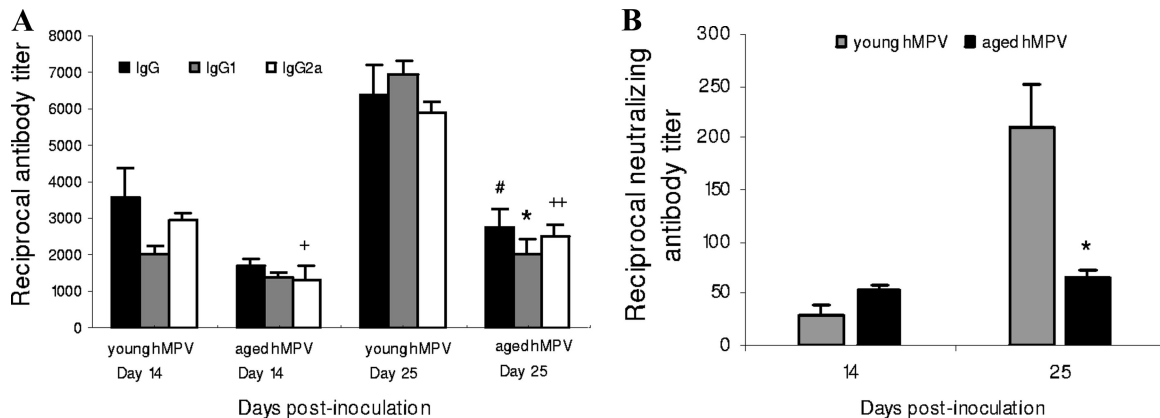 A
Reciprocal antibody titer
8000
7000
6000
5000
4000
3000
2000
1000
0
IgG IgG1 IgG2a
+
#
*
++
young hMPV aged hMPV young hMPV aged hMPV
Day 14 Day 14 Day 25 Day 25
Days post-inoculation
B
Reciprocal neutralizing
antibody titer
300
250
200
150
100
50
0
young hMPV aged hMPV
*
14 25
Days post-inoculation